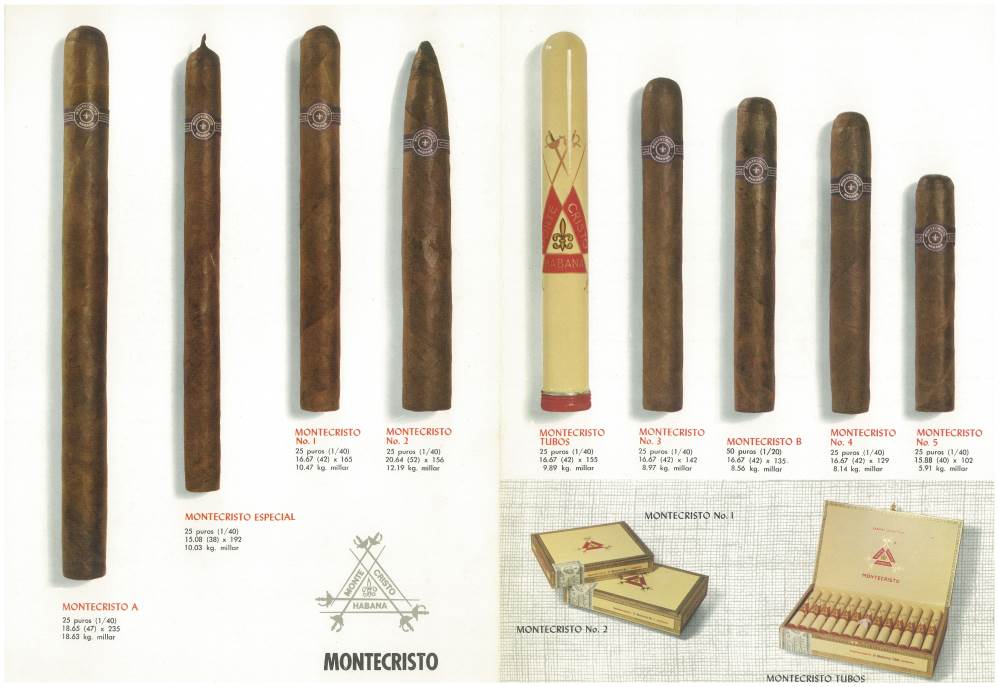 MONTECRISTO A
25 puros (1/40)
18.65 (47) x 235
18.63 kg. millar
MONTECRISTO ESPECIAL
25 puros (1/40)
15.08 (38) x 192
10.03 kg. millar
MONTECRISTO
No. 1
25 puros (1/40)
16.67 (42) x 165
10.47 kg. millar
MONTECRISTO
No. 2
25 puros (1/40)
20.64 (52) x 156
12.19 kg. millar
MONTE CRISTO
HABANA
MONTECRISTO
MONTE CRISTO
HABANA
MONTECRISTO
TUBOS
25 puros (1/40)
16.67 (42) x 155
9.89 kg. millar
MONTECRISTO
No. 3
25 puros (1/40)
16.67 (42) x 142
8.97 kg. millar
MONTECRISTO B
50 puros (1/20)
16.67 (42) x 135
8.56 kg. millar
MONTECRISTO
No. 4
25 puros (1/40)
16.67 (42) x 129
8.14 kg. millar
MONTECRISTO
No. 5
25 puros (1/40)
15.88 (40) x 102
5.91 kg. millar
MONTECRISTO No. 1
MONTECRISTO No. 2
MONTECRISTO
MONTECRISTO TUBOS